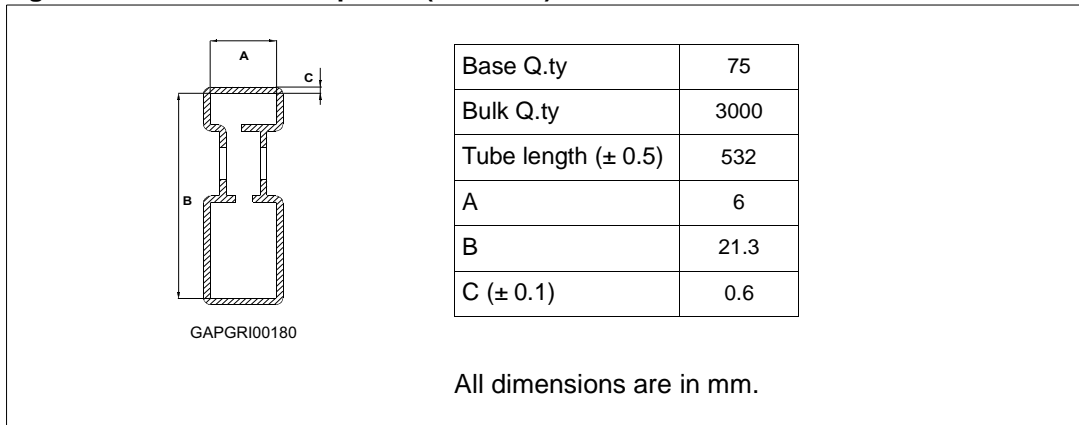 A
C
B
GAPGRI00180
Base Q.ty 75
Bulk Q.ty 3000
Tube length (± 0.5) 532
A 6
B 21.3
C (± 0.1) 0.6
All dimensions are in mm.